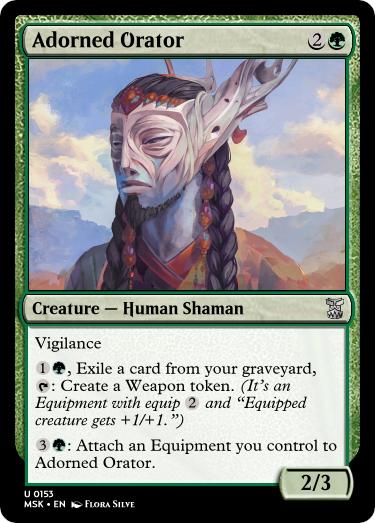 Adorned Orator 2
Creature — Human Shaman
Vigilance
1, Exile a card from your graveyard,
: Create a Weapon token. (It's an
Equipment with equip 2 and “Equipped
creature gets +1/+1.”)
3: Attach an Equipment you control to
Adorned Orator.
2/3
U 0153
MSK • EN Flora Silve